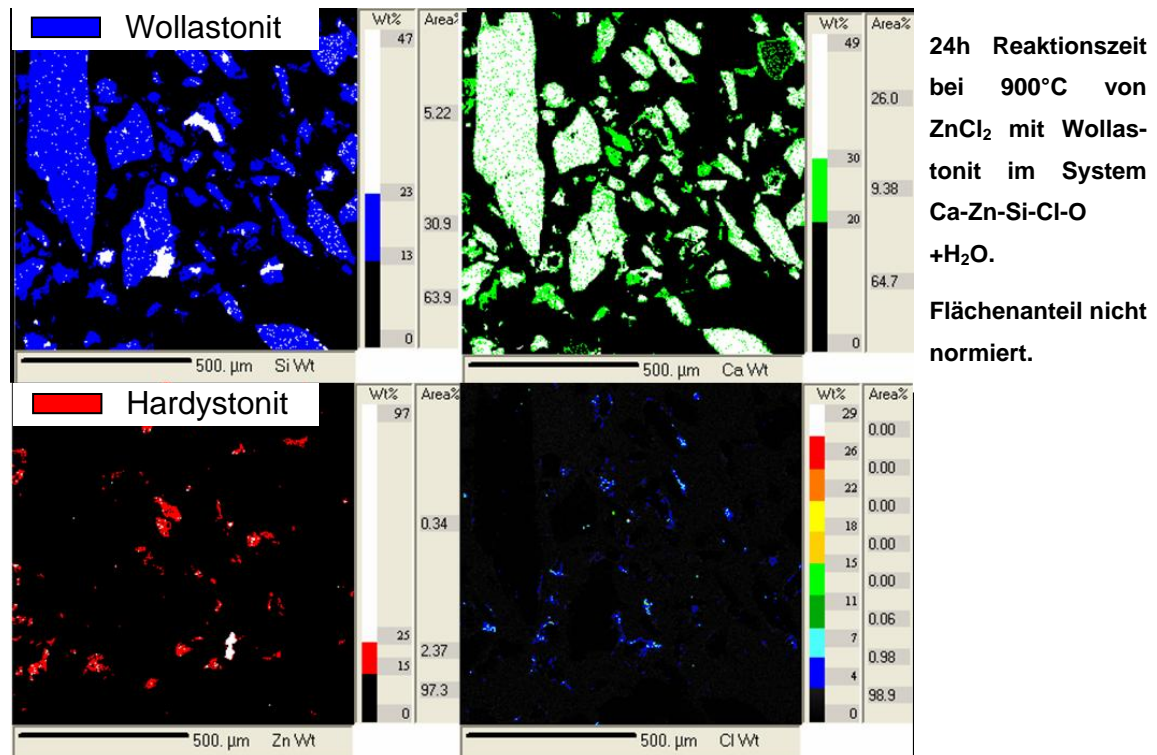 Wollastonit
Wt% Area%
47
5.22
23
30.9
13
63.9
0
500. µm Si Wt
Wt% Area%
49
26.0
30
9.38
20
64.7
0
500. µm Ca Wt
Hardystonit
Wt% Area%
97
0.34
25
2.37
15
97.3
0
500. µm Zn Wt
Wt% Area%
29
0.00
26
0.00
22
0.00
18
0.00
15
0.00
11
0.06
7
0.98
4
98.9
0
500. µm Cl Wt
24h Reaktionszeit
bei 900°C von
ZnCl₂ mit Wollas-
tonit im System
Ca-Zn-Si-Cl-O
+H₂O.
Flächenanteil nicht
normiert.